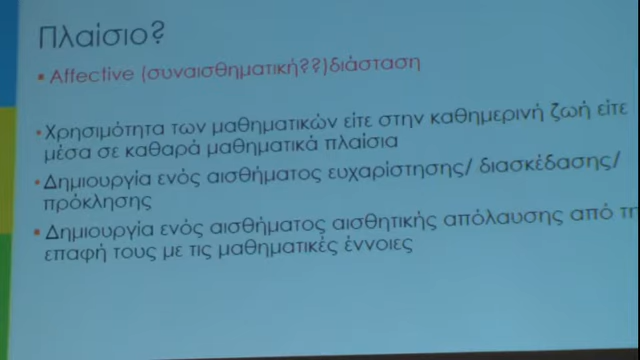 Πλαίσιο?
▪ Affective (συναισθηματική??)διάσταση
▪ Χρησιμότητα των μαθηματικών είτε στην καθημερινή ζωή είτε
μέσα σε καθαρά μαθηματικά πλαίσια
▪ Δημιουργία ενός αισθήματος ευχαρίστησης/ διασκέδασης/
πρόκλησης
▪ Δημιουργία ενός αισθήματος αισθητικής απόλαυσης από τη
επαφή τους με τις μαθηματικές έννοιες